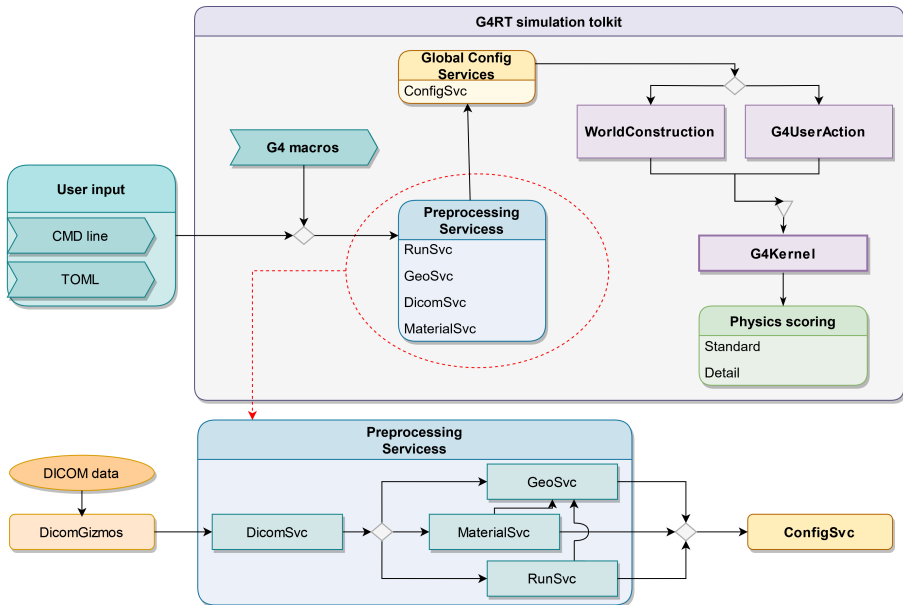 G4RT simulation tolkit
Global Config
Services
ConfigSvc
WorldConstruction
G4UserAction
G4 macros
User input
CMD line
TOML
Preprocessing
Servicess
RunSvc
GeoSvc
DicomSvc
MaterialSvc
G4Kernel
Physics scoring
Standard
Detail
Preprocessing
Servicess
DICOM data
DicomGizmos
DicomSvc
GeoSvc
MaterialSvc
RunSvc
ConfigSvc